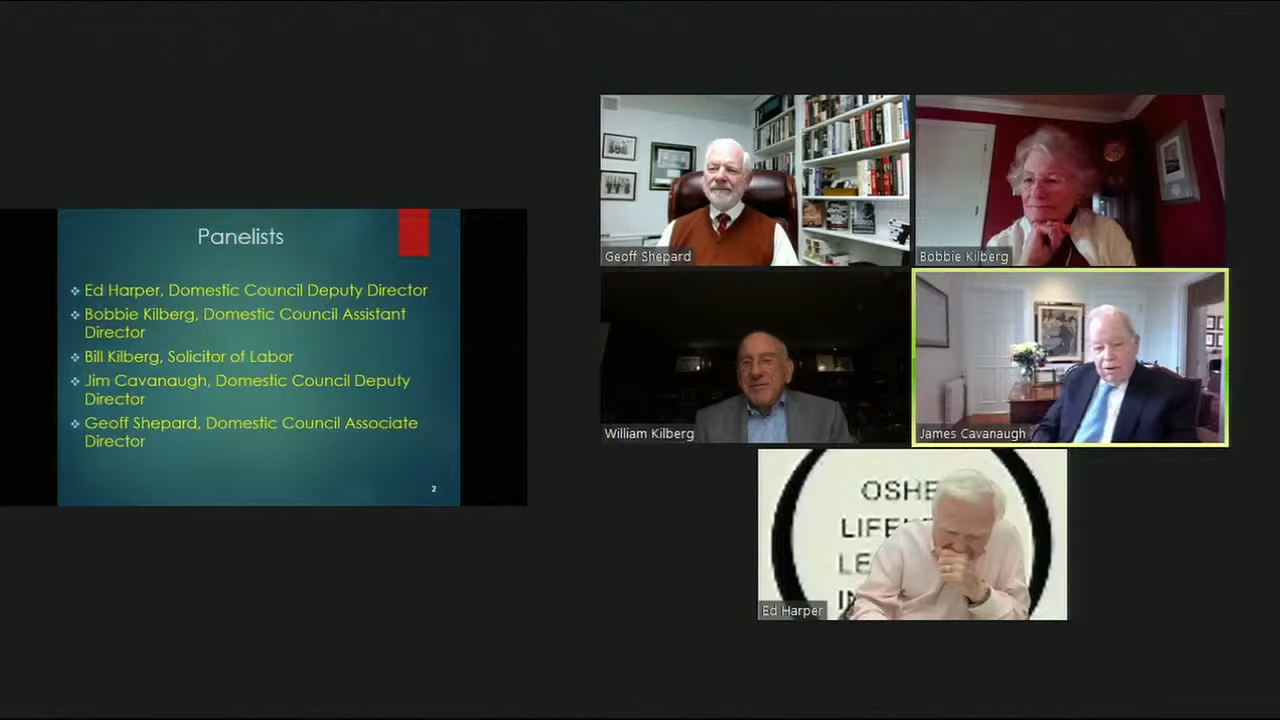 Panelists
❖ Ed Harper, Domestic Council Deputy Director
❖ Bobbie Kilberg, Domestic Council Assistant
Director
❖ Bill Kilberg, Solicitor of Labor
❖ Jim Cavanaugh, Domestic Council Deputy
Director
❖ Geoff Shepard, Domestic Council Associate
Director
2
Geoff Shepard
Bobbie Kilberg
William Kilberg
James Cavanaugh
OSHE
LIFE
LE
IN
Ed Harper